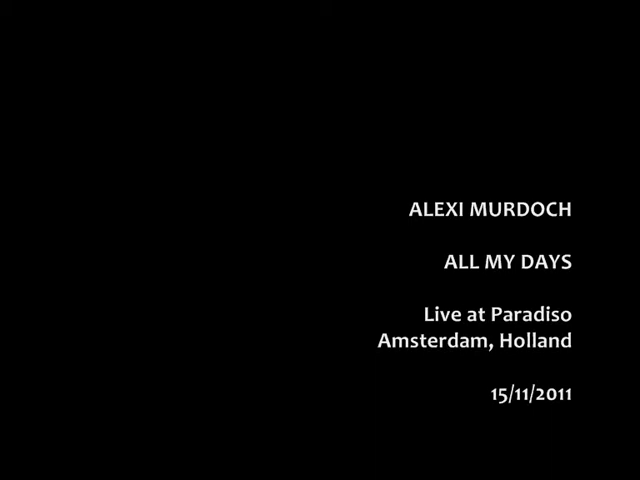 ALEXI MURDOCH
ALL MY DAYS
Live at Paradiso
Amsterdam, Holland
15/11/2011